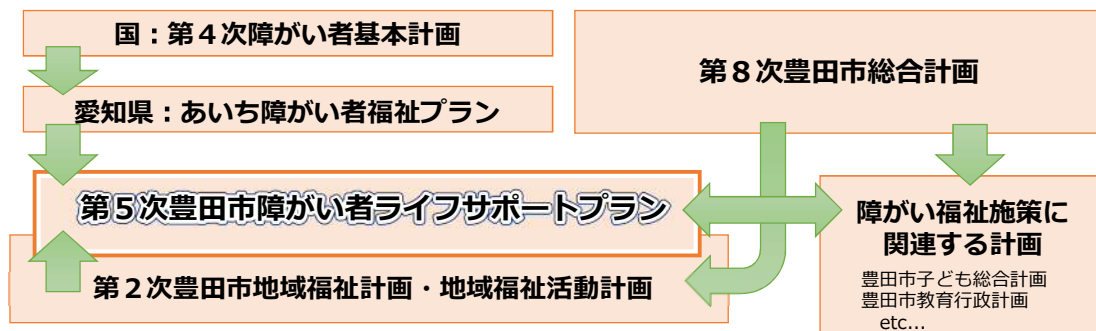 国：第４次障がい者基本計画
愛知県：あいち障がい者福祉プラン
第５次豊田市障がい者ライフサポートプラン
第２次豊田市地域福祉計画・地域福祉活動計画
第８次豊田市総合計画
障がい福祉施策に
関連する計画
豊田市子ども総合計画
豊田市教育行政計画
etc…